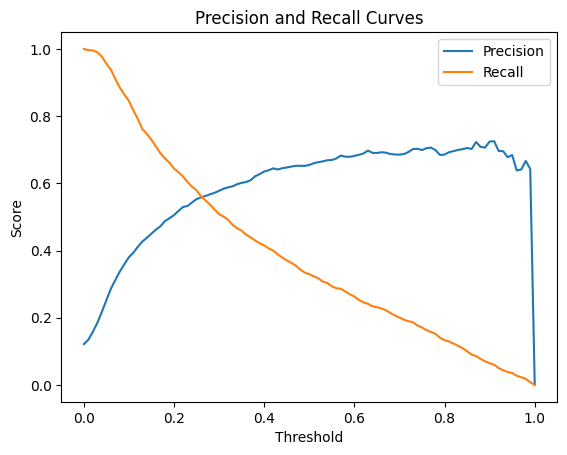 Precision and Recall Curves
1.0
0.8
0.6
0.4
0.2
0.0
Score
Precision
Recall
0.0 0.2 0.4 0.6 0.8 1.0
Threshold